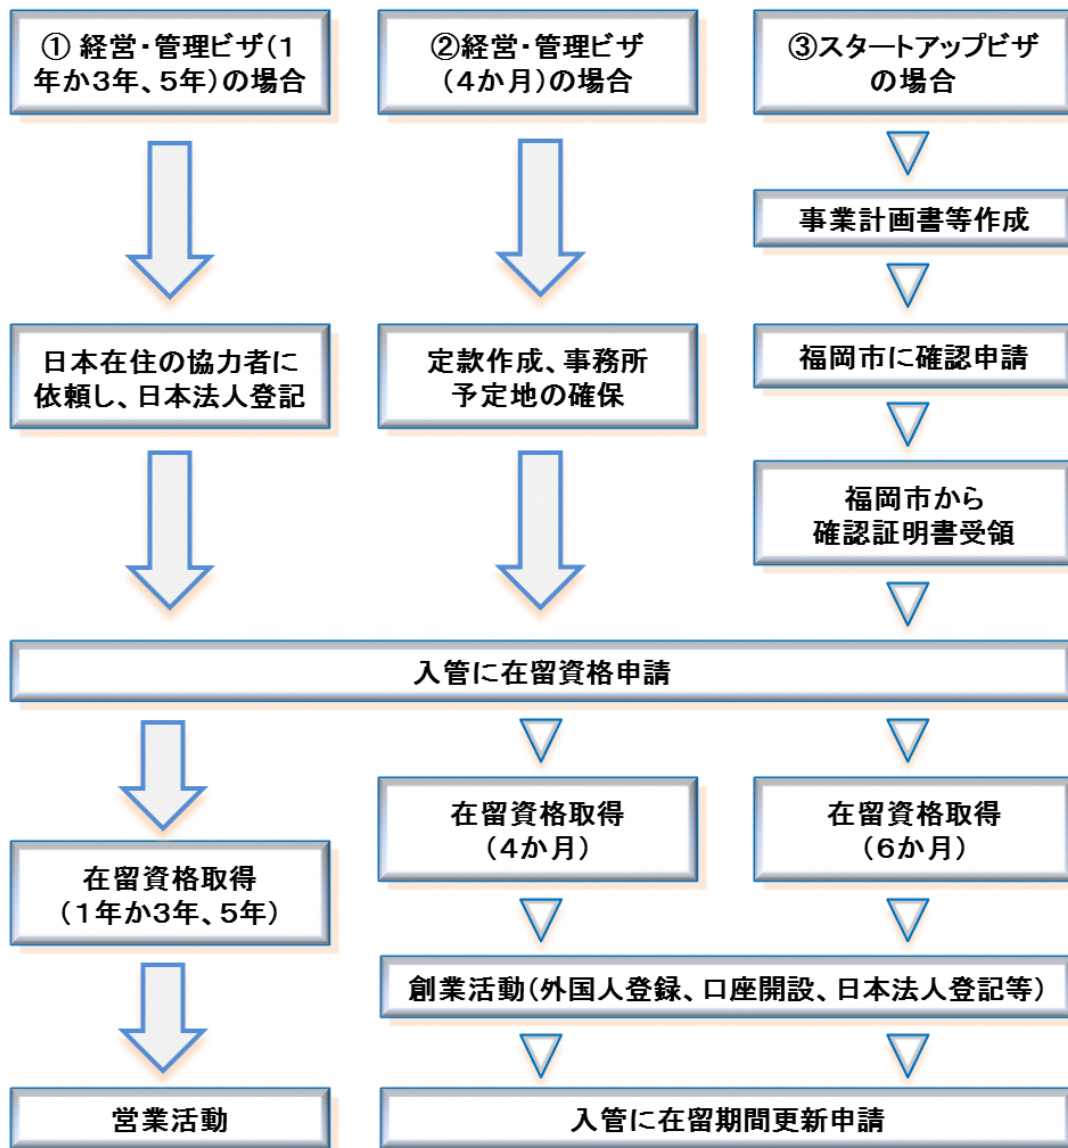 ① 経営・管理ビザ(1
年か3年、5年)の場合
②経営・管理ビザ
(4か月)の場合
③スタートアップビザ
の場合
事業計画書等作成
日本在住の協力者に
依頼し、日本法人登記
定款作成、事務所
予定地の確保
福岡市に確認申請
福岡市から
確認証明書受領
入管に在留資格申請
在留資格取得
(1年か3年、5年)
在留資格取得
(4か月)
在留資格取得
(6か月)
創業活動(外国人登録、口座開設、日本法人登記等)
営業活動
入管に在留期間更新申請